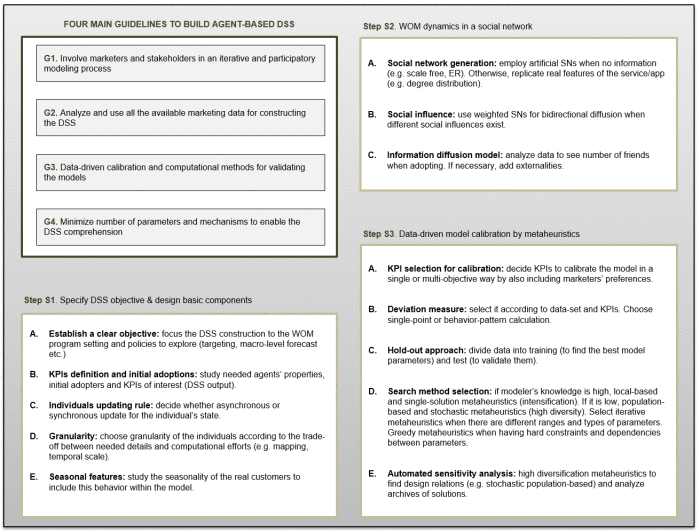 FOUR MAIN GUIDELINES TO BUILD AGENT-BASED DSS
G1. Involve marketers and stakeholders in an iterative and participatory
modeling process
G2. Analyze and use all the available marketing data for constructing
the DSS
G3. Data-driven calibration and computational methods for validating
the models
G4. Minimize number of parameters and mechanisms to enable the
DSS comprehension
Step S1. Specify DSS objective & design basic components
A. Establish a clear objective: focus the DSS construction to the WOM
program setting and policies to explore (targeting, macro-level forecast
etc.)
B. KPIs definition and initial adoptions: study needed agents' properties,
initial adopters and KPIs of interest (DSS output).
C. Individuals updating rule: decide whether asynchronous or
synchronous update for the individual's state.
D. Granularity: choose granularity of the individuals according to the trade-
off between needed details and computational efforts (e.g. mapping,
temporal scale).
E. Seasonal features: study the seasonality of the real customers to
include this behavior within the model.
Step S2. WOM dynamics in a social network
A. Social network generation: employ artificial SNs when no information
(e.g. scale free, ER). Otherwise, replicate real features of the service/app
(e.g. degree distribution).
B. Social influence: use weighted SNs for bidirectional diffusion when
different social influences exist.
C. Information diffusion model: analyze data to see number of friends
when adopting. If necessary, add externalities.
Step S3. Data-driven model calibration by metaheuristics
A. KPI selection for calibration: decide KPIs to calibrate the model in a
single or multi-objective way by also including marketers' preferences.
B. Deviation measure: select it according to data-set and KPIs. Choose
single-point or behavior-pattern calculation.
C. Hold-out approach: divide data into training (to find the best model
parameters) and test (to validate them).
D. Search method selection: if modeler's knowledge is high, local-based
and single-solution metaheuristics (intensification). If it is low, population-
based and stochastic metaheuristics (high diversity). Select iterative
metaheuristics when there are different ranges and types of parameters.
Greedy metaheuristics when having hard constraints and dependencies
between parameters.
E. Automated sensitivity analysis: high diversification metaheuristics to
find design relations (e.g. stochastic population-based) and analyze
archives of solutions.